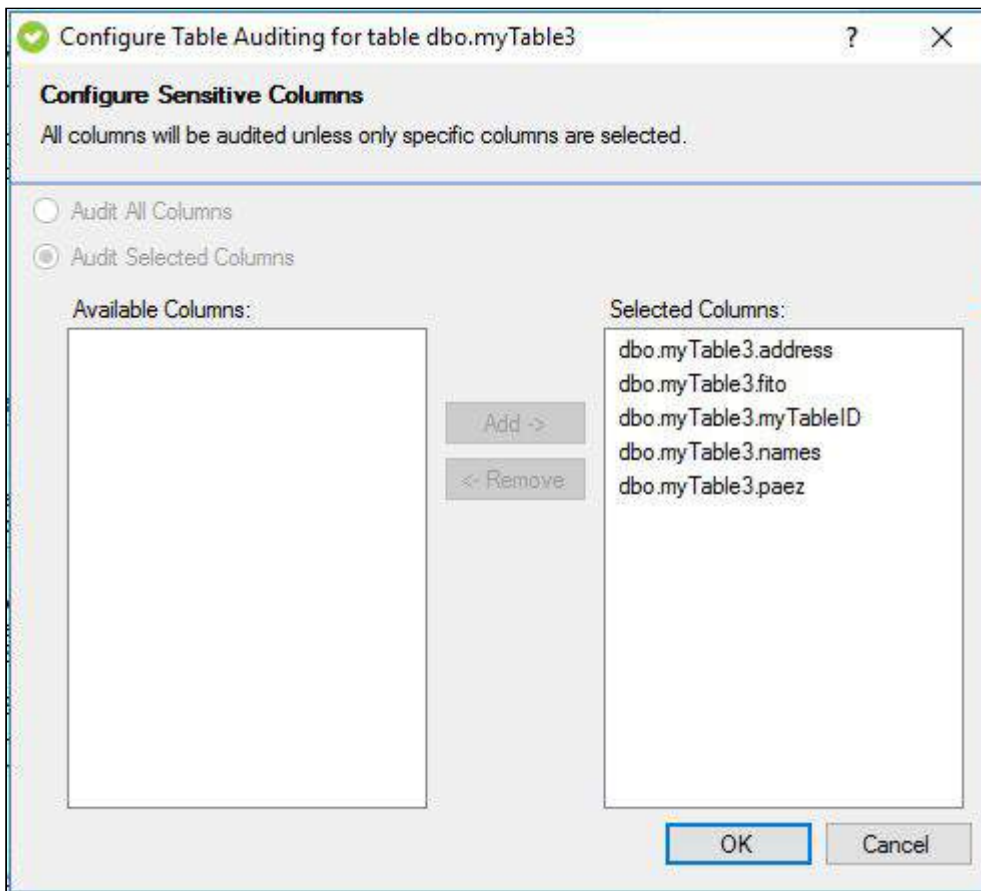 Configure Table Auditing for table dbo.myTable3 ?
Configure Sensitive Columns
All columns will be audited unless only specific columns are selected.
Audit All Columns
Audit Selected Columns
Available Columns:
Selected Columns:
dbo.myTable3.address
dbo.myTable3.fito
dbo.myTable3.myTableID
dbo.myTable3.names
dbo.myTable3.paez
Add ->
<- Remove
OK
Cancel